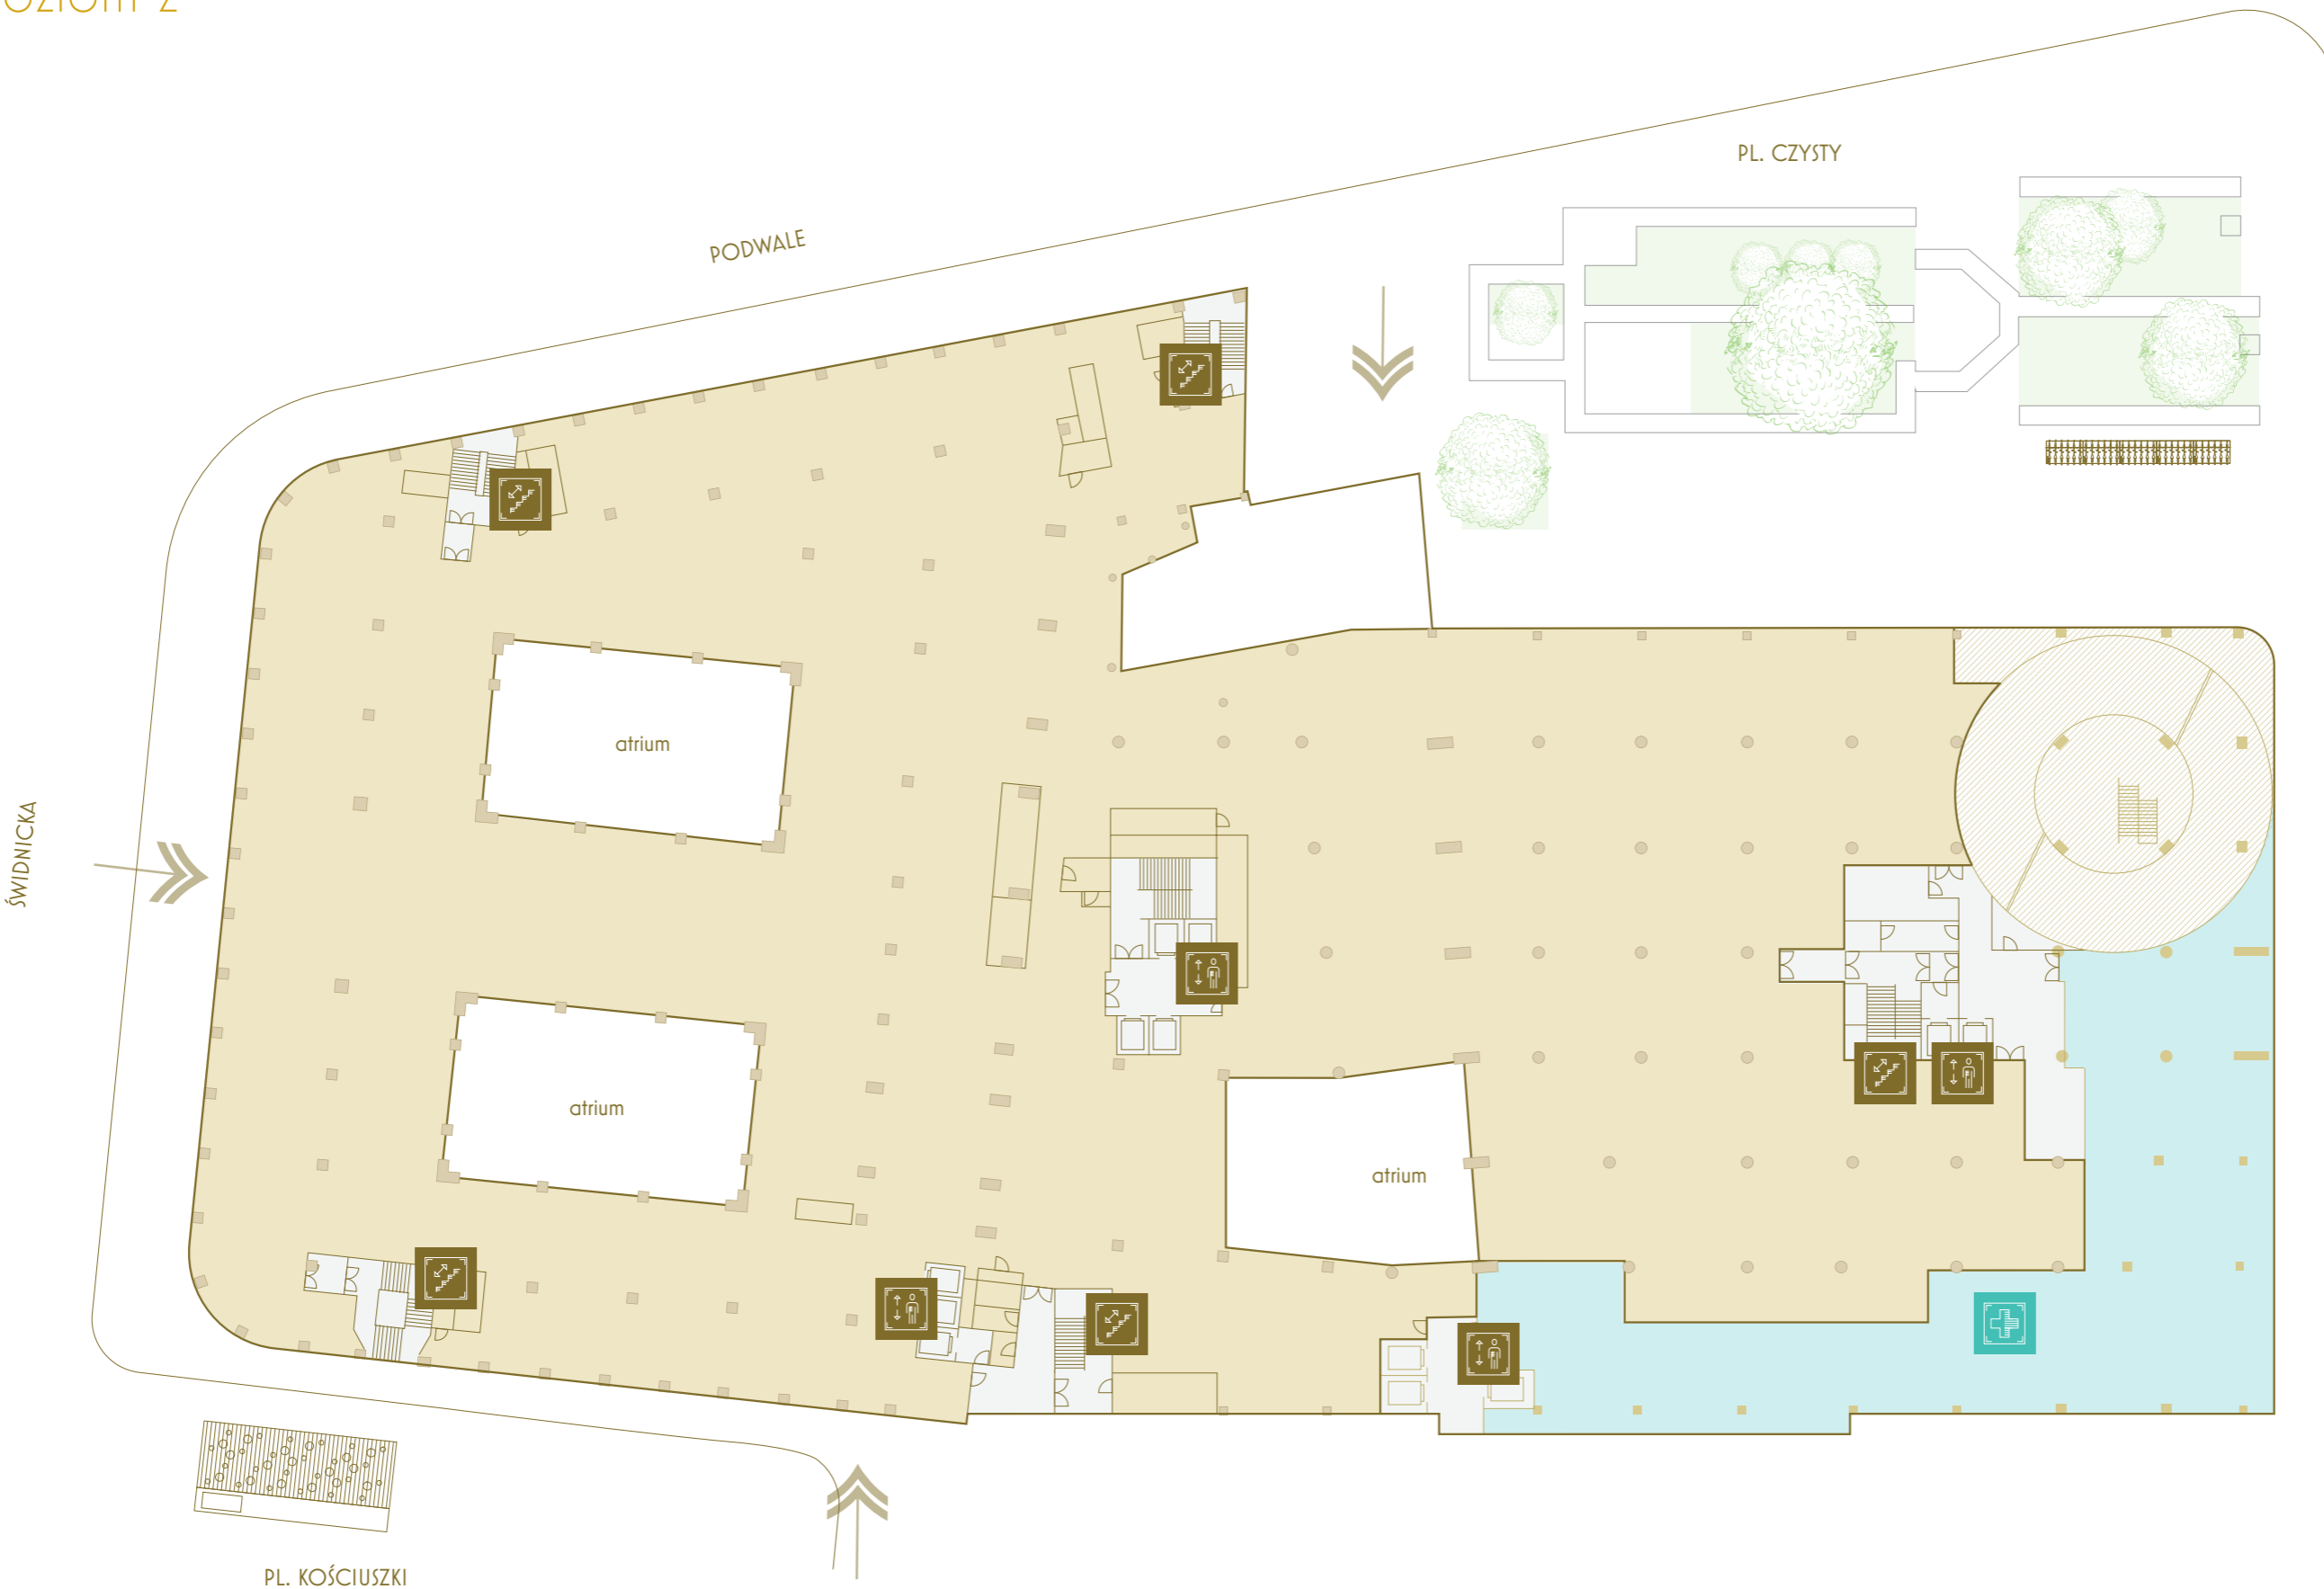 PL. CZYSTY
PODWALE
atrium
ŚWIDNICKA
atrium
atrium
PL. KOŚCIUSZKI